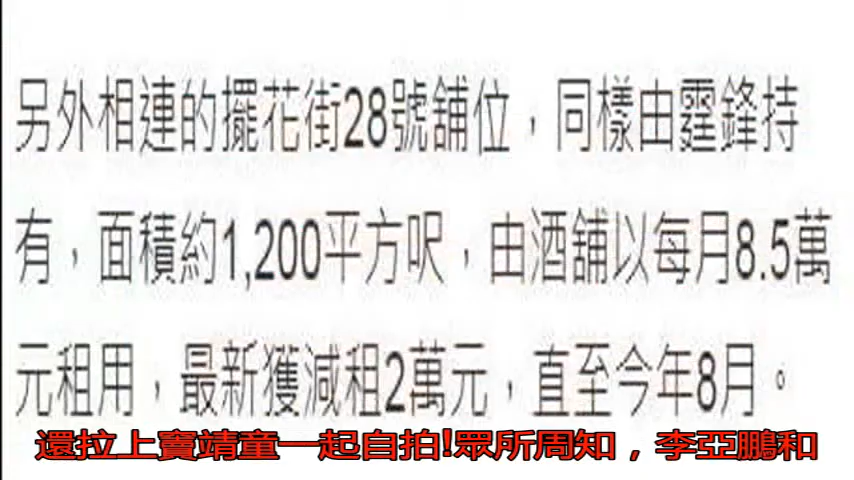 另外相連的擺花街28號舖位，同樣由霆鋒持
有，面積約1,200平方呎，由酒舖以每月8.5萬
元租用，最新獲減租2萬元，直至今年8月。
還拉上竇靖童一起自拍!眾所周知，李亞鵬和